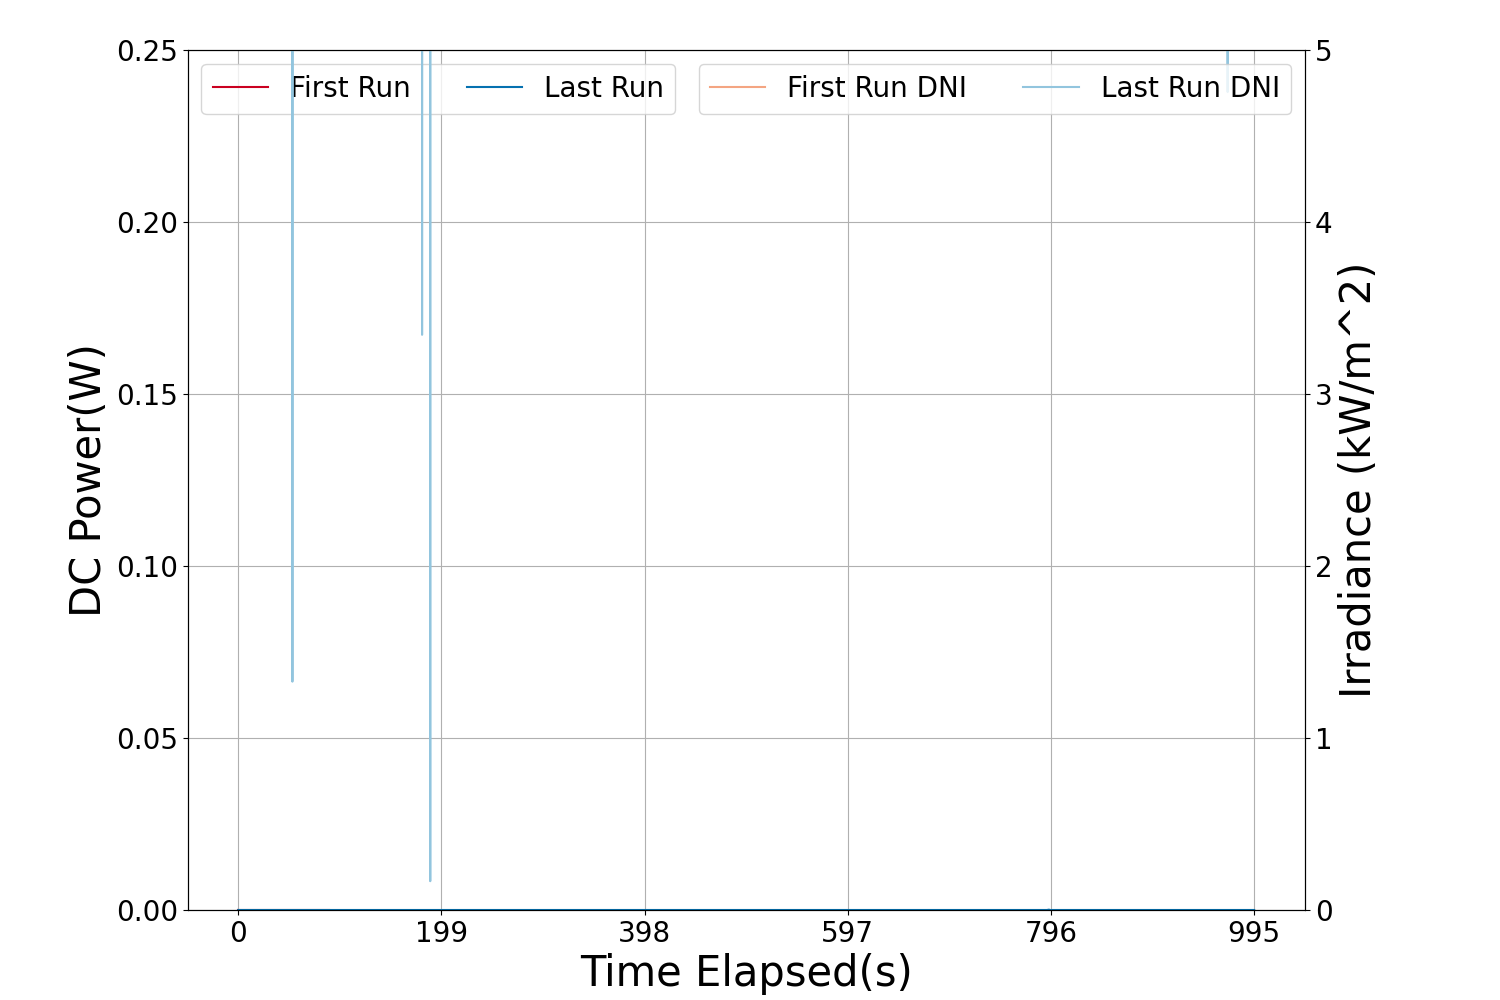 First Run
Last Run
First Run DNI
Last Run DNI
0.25
0.20
0.15
0.10
0.05
0.00
DC Power(W)
5
4
3
2
1
0
Irradiance (kW/m^2)
0 199 398 597 796 995
Time Elapsed(s)